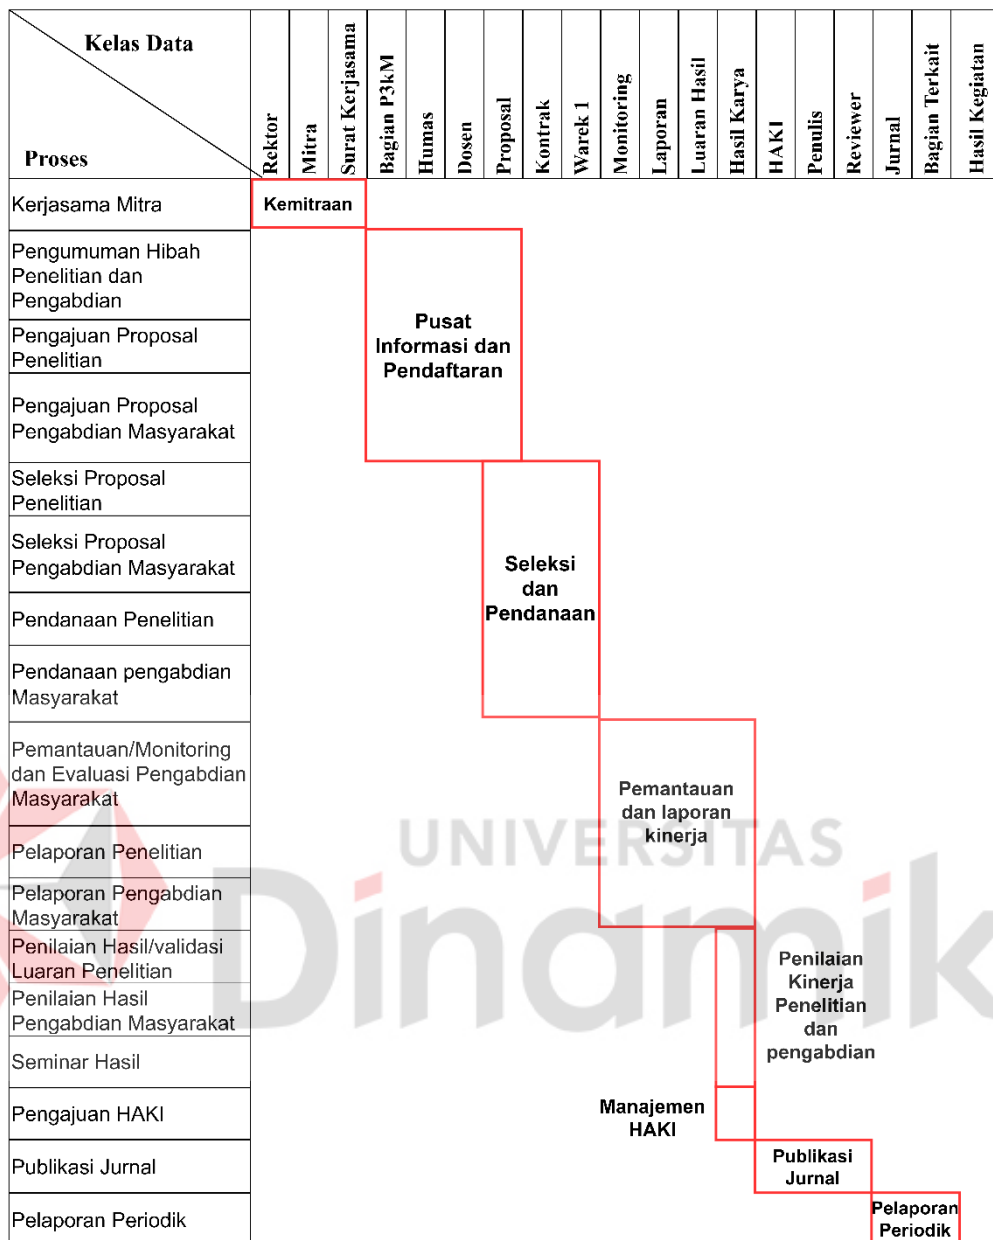 Kelas Data
Proses
Rektor
Mitra
Surat Kerjasama
Bagian P3kM
Humas
Dosen
Proposal
Kontrak
Warek 1
Monitoring
Laporan
Luaran Hasil
Hasil Karya
HAKI
Penulis
Reviewer
Jurnal
Bagian Terkait
Hasil Kegiatan
Kerjasama Mitra
Kemitraan
Pengumuman Hibah
Penelitian dan
Pengabdian
Pengajuan Proposal
Penelitian
Pengajuan Proposal
Pengabdian Masyarakat
Pusat
Informasi dan
Pendaftaran
Seleksi Proposal
Penelitian
Seleksi Proposal
Pengabdian Masyarakat
Pendanaan Penelitian
Pendanaan pengabdian
Masyarakat
Seleksi
dan
Pendanaan
Pemantauan/Monitoring
dan Evaluasi Pengabdian
Masyarakat
Pelaporan Penelitian
Pelaporan Pengabdian
Masyarakat
Pemantauan
dan laporan
kinerja
UNIVERSITAS
Dinamik
Penilaian Hasil/validasi
Luaran Penelitian
Penilaian Hasil
Pengabdian Masyarakat
Seminar Hasil
Penilaian
Kinerja
Penelitian
dan
pengabdian
Pengajuan HAKI
Manajemen
HAKI
Publikasi Jurnal
Publikasi
Jurnal
Pelaporan Periodik
Pelaporan
Periodik